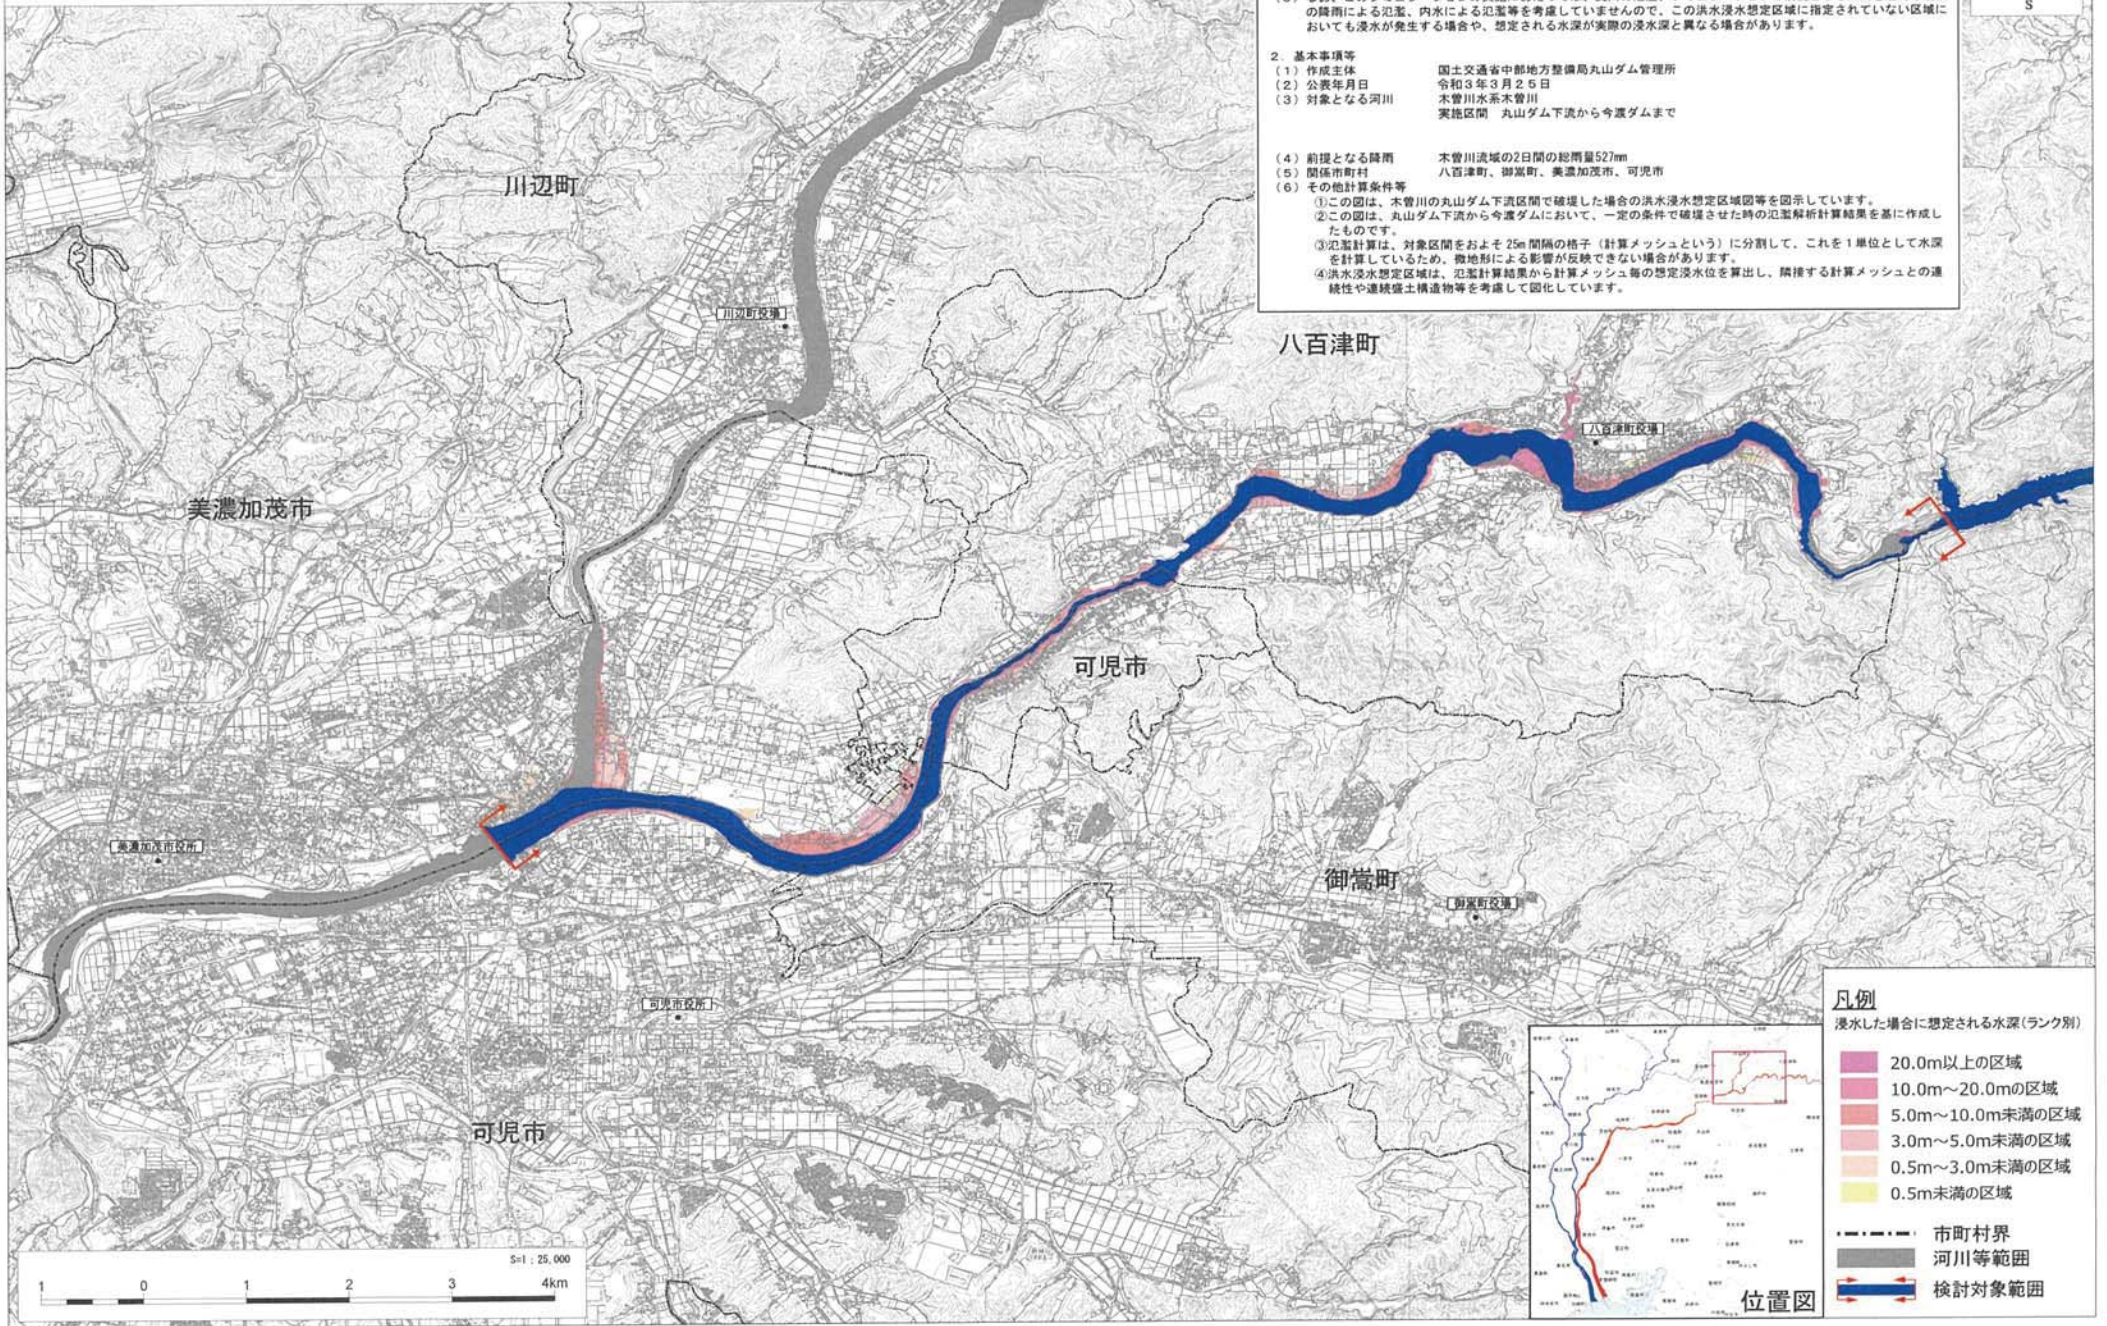 の降雨による氾濫、内水による氾濫等を考慮していませんので、この洪水浸水想定区域に指定されていない区域に
おいても浸水が発生する場合や、想定される水深が実際の浸水深と異なる場合があります。
2. 基本事項等
(1) 作成主体 国土交通省中部地方整備局丸山ダム管理所
(2) 公表年月日 令和3年3月25日
(3) 対象となる河川 木曽川水系木曽川
実施区間 丸山ダム下流から今渡ダムまで
(4) 前提となる降雨 木曽川流域の2日間の総雨量527mm
(5) 関係市町村 八百津町、御嵩町、美濃加茂市、可児市
(6) その他計算条件等
①この図は、木曽川の丸山ダム下流区間で破堤した場合の洪水浸水想定区域図等を図示しています。
②この図は、丸山ダム下流から今渡ダムにおいて、一定の条件で破堤させた時の氾濫解析計算結果を基に作成し
たものです。
③氾濫計算は、対象区間をおよそ25m間隔の格子(計算メッシュという)に分割して、これを1単位として水深
を計算しているため、微地形による影響が反映できない場合があります。
④洪水浸水想定区域は、氾濫計算結果から計算メッシュ毎の想定浸水位を算出し、隣接する計算メッシュとの連
続性や連続盛土構造物等を考慮して図化しています。
S
川辺町
川辺町役場
八百津町
八百津町役場
美濃加茂市
可児市
美濃加茂市役所
御嵩町
御嵩町役場
可児市役所
可児市
凡例
浸水した場合に想定される水深(ランク別)
20.0m以上の区域
10.0m～20.0mの区域
5.0m～10.0m未満の区域
3.0m～5.0m未満の区域
0.5m～3.0m未満の区域
0.5m未満の区域
市町村界
河川等範囲
検討対象範囲
位置図
S=1:25,000
1 0 1 2 3 4km